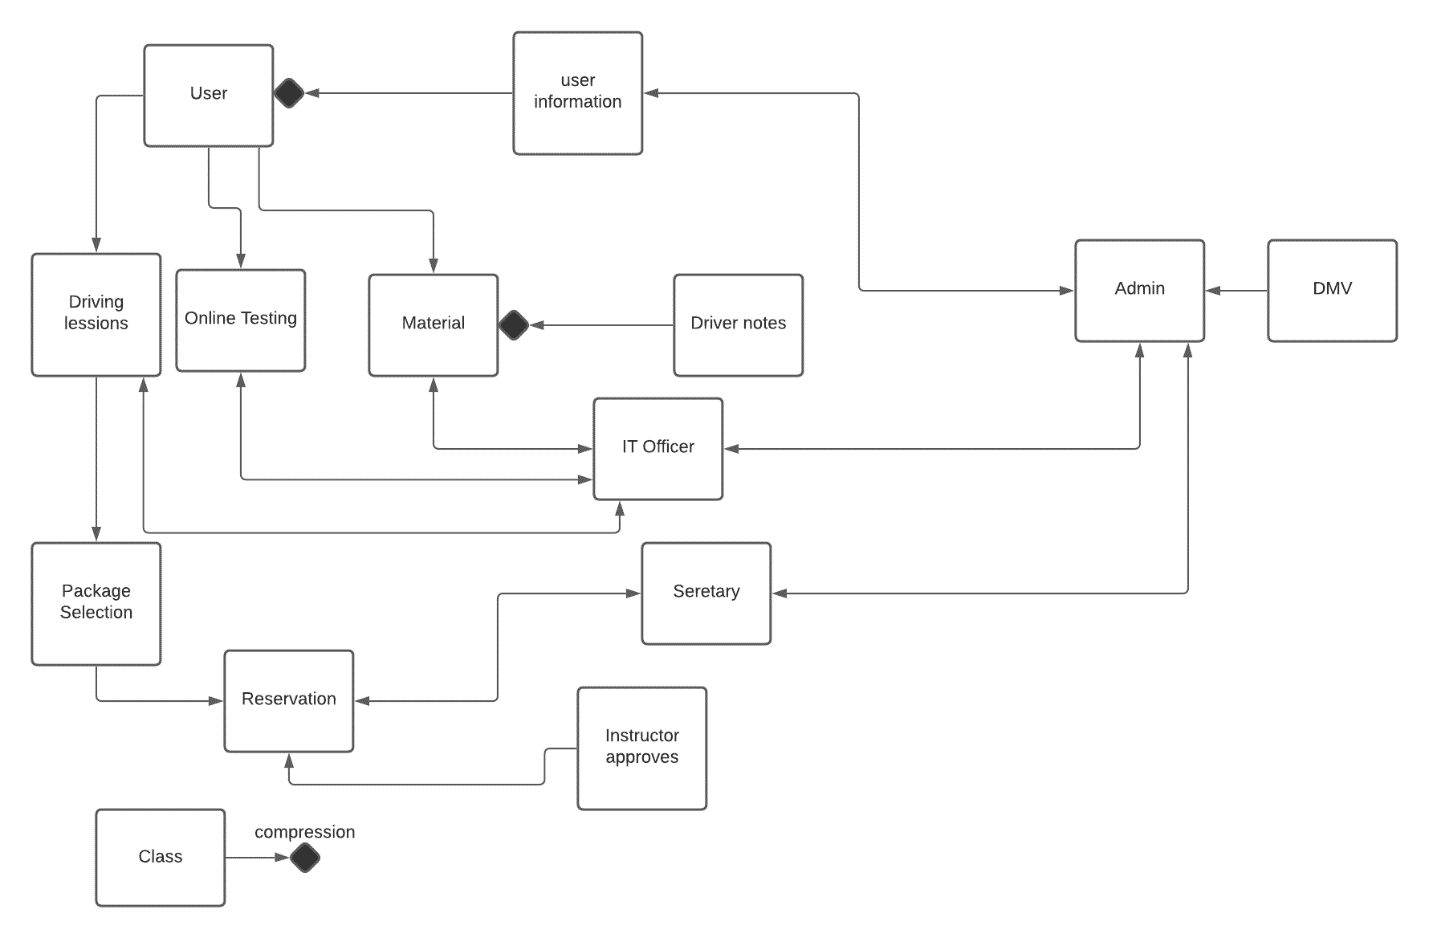 User
user
information
Driving
lessions
Online Testing
Material
Driver notes
Admin
DMV
IT Officer
Package
Selection
Seretary
Reservation
Instructor
approves
Class
compression